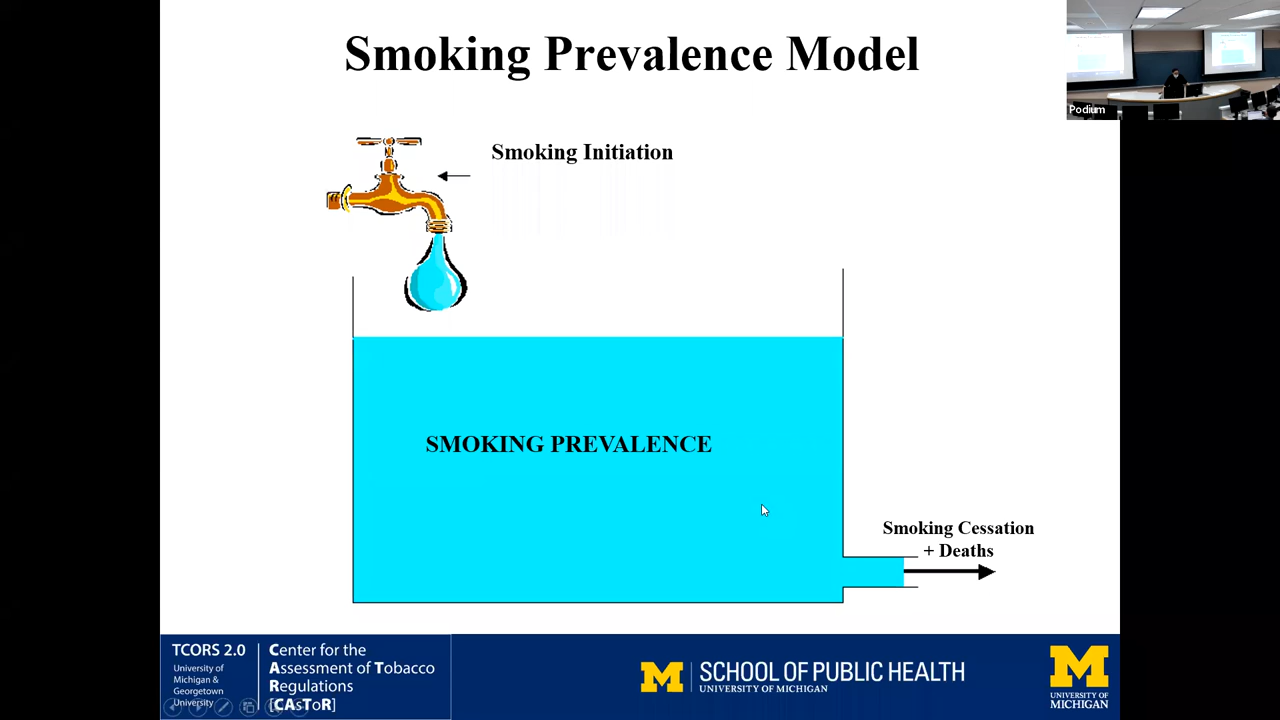 Smoking Prevalence Model
Podium
Smoking Initiation
SMOKING PREVALENCE
Smoking Cessation
+ Deaths
TCORS 2.0
University of
Michigan &
Georgetown
University
Center for the
Assessment of Tobacco
Regulations
[CAsToR]
M
SCHOOL OF PUBLIC HEALTH
UNIVERSITY OF MICHIGAN
M
UNIVERSITY OF
MICHIGAN